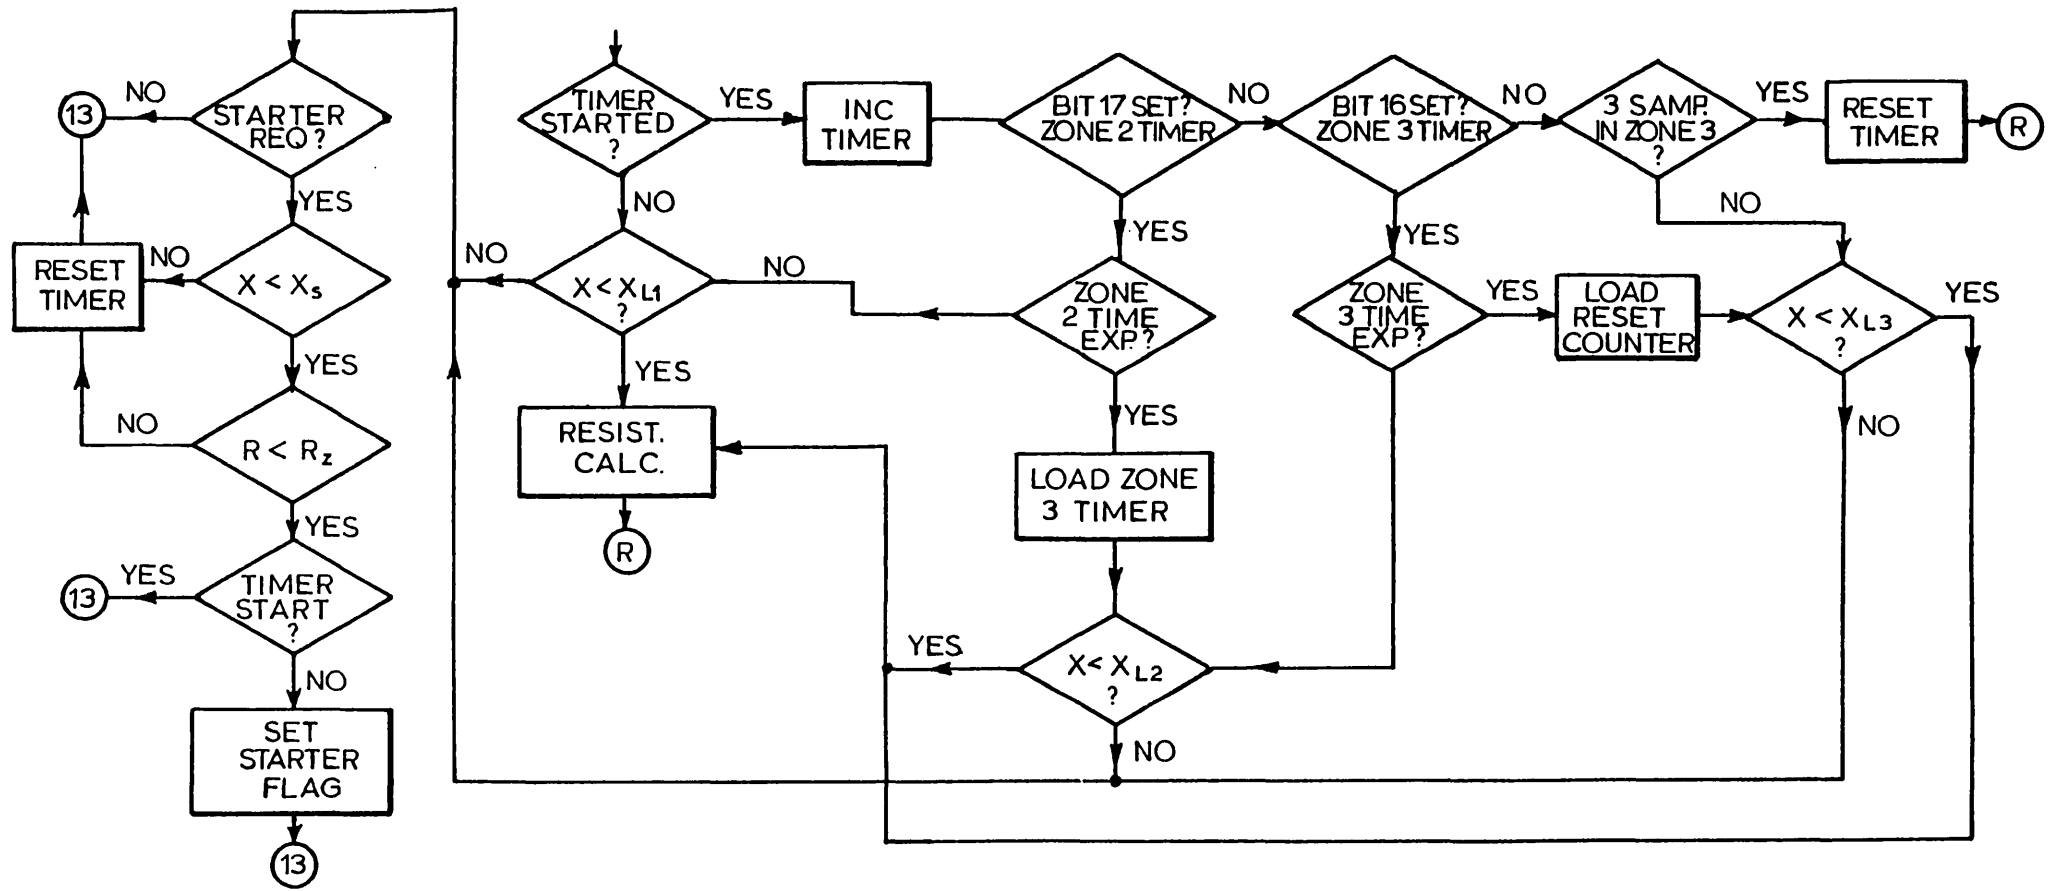 NO
13
STARTER
REQ?
YES
NO
RESET
TIMER
X < Xs
YES
NO
R < Rz
YES
YES
13
TIMER
START
?
NO
SET
STARTER
FLAG
13
TIMER
STARTED
?
YES
INC
TIMER
NO
NO
X < XL1
?
NO
YES
RESIST.
CALC.
R
BIT 17 SET?
ZONE 2 TIMER
NO
YES
ZONE
2 TIME
EXP?
YES
LOAD ZONE
3 TIMER
YES
X < XL2
?
NO
BIT 16 SET?
ZONE 3 TIMER
NO
YES
ZONE
3 TIME
EXP?
YES
LOAD
RESET
COUNTER
3 SAMP.
IN ZONE 3
?
YES
RESET
TIMER
R
NO
X < XL3
?
YES
NO